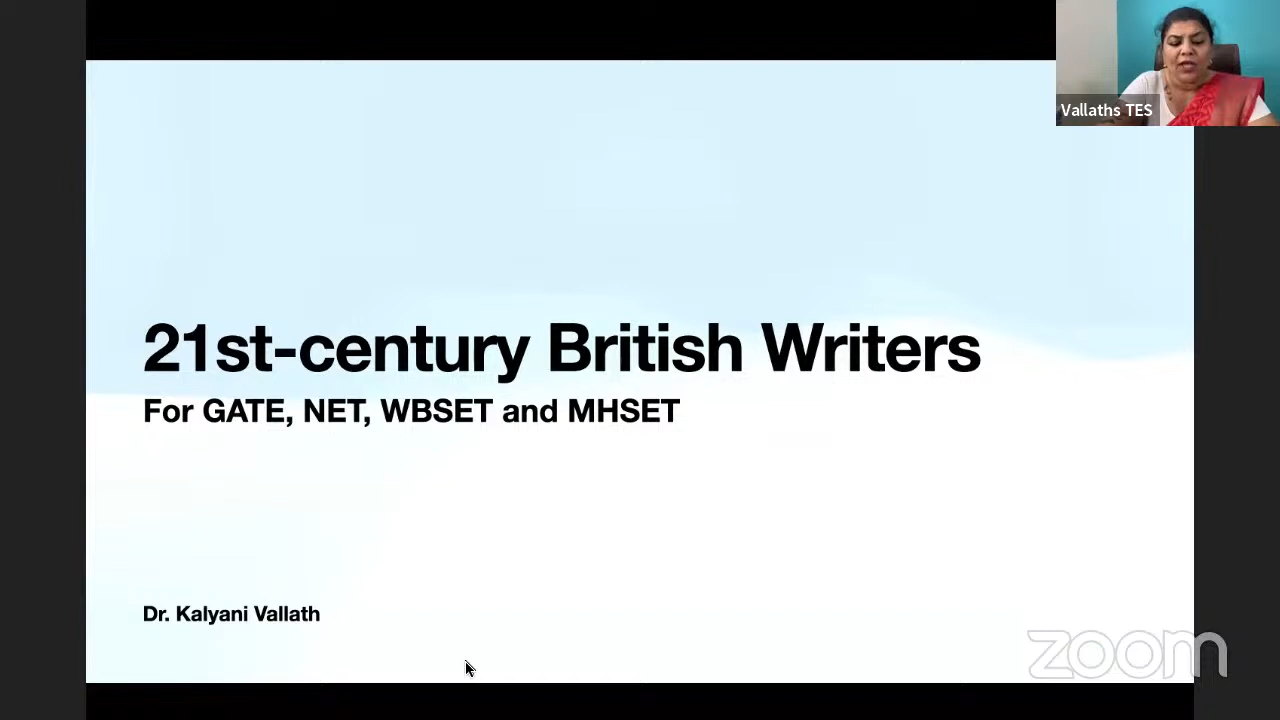 Vallaths TES
21st-century British Writers
For GATE, NET, WBSET and MHSET
Dr. Kalyani Vallath
zoom